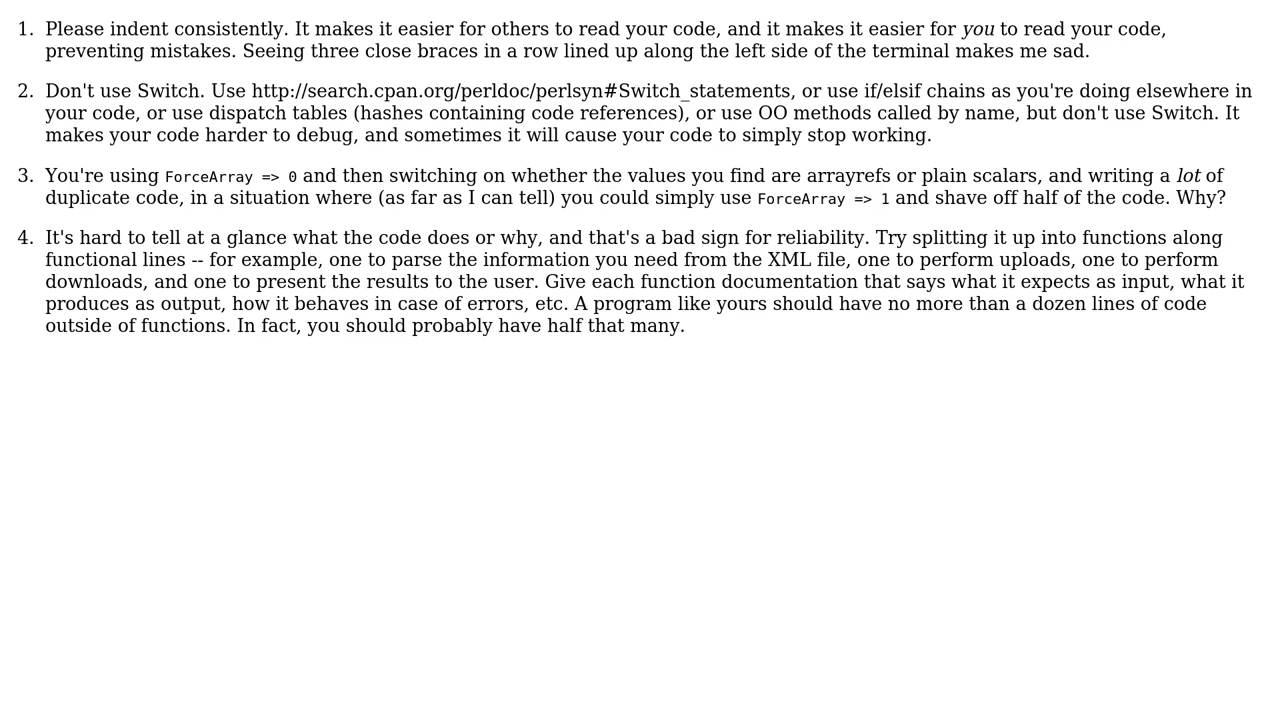 1. Please indent consistently. It makes it easier for others to read your code, and it makes it easier for you to read your code,
preventing mistakes. Seeing three close braces in a row lined up along the left side of the terminal makes me sad.
2. Don't use Switch. Use http://search.cpan.org/perldoc/perlsyn#Switch_statements, or use if/elsif chains as you're doing elsewhere in
your code, or use dispatch tables (hashes containing code references), or use OO methods called by name, but don't use Switch. It
makes your code harder to debug, and sometimes it will cause your code to simply stop working.
3. You're using ForceArray => 0 and then switching on whether the values you find are arrayrefs or plain scalars, and writing a lot of
duplicate code, in a situation where (as far as I can tell) you could simply use ForceArray => 1 and shave off half of the code. Why?
4. It's hard to tell at a glance what the code does or why, and that's a bad sign for reliability. Try splitting it up into functions along
functional lines -- for example, one to parse the information you need from the XML file, one to perform uploads, one to perform
downloads, and one to present the results to the user. Give each function documentation that says what it expects as input, what it
produces as output, how it behaves in case of errors, etc. A program like yours should have no more than a dozen lines of code
outside of functions. In fact, you should probably have half that many.